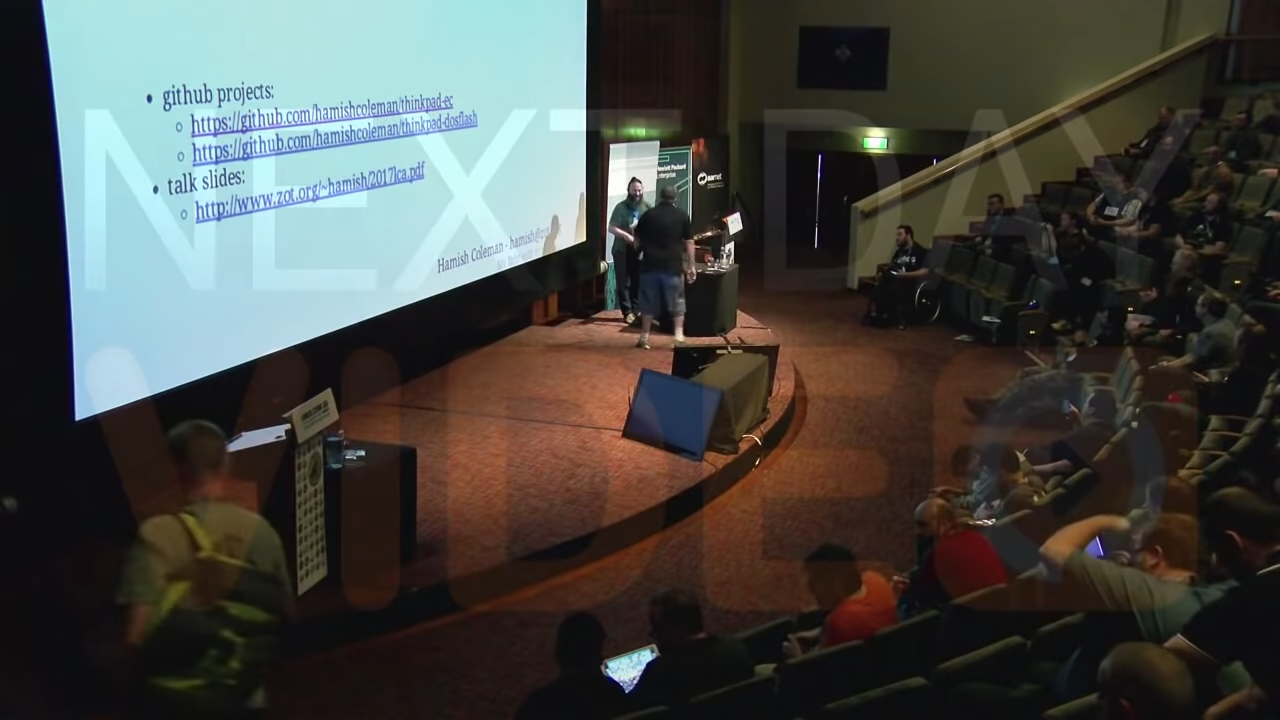 github projects:
https://github.com/hamishcoleman/thinkpad-ec
https://github.com/hamishcoleman/thinkpad-dosflash
talk slides:
http://www.zot.org/~hamish/2017lca.pdf
Hamish Coleman - hamish@
NEXT DAY
VIDEO
Hewlett Packard
Enterprise
aarnet